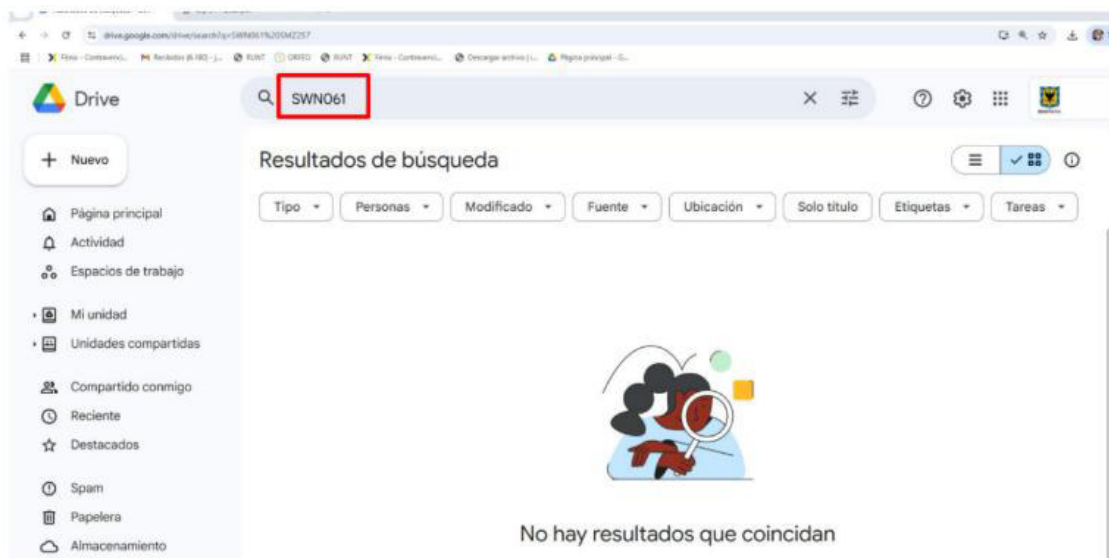 drive.google.com/drive/search?q=SWN061%20SMZ257
Drive
SWN061
Nuevo
Resultados de búsqueda
Tipo
Personas
Modificado
Fuente
Ubicación
Solo título
Etiquetas
Tareas
Página principal
Actividad
Espacios de trabajo
Mi unidad
Unidades compartidas
Compartido conmigo
Reciente
Destacados
Spam
Papelera
Almacenamiento
No hay resultados que coincidan